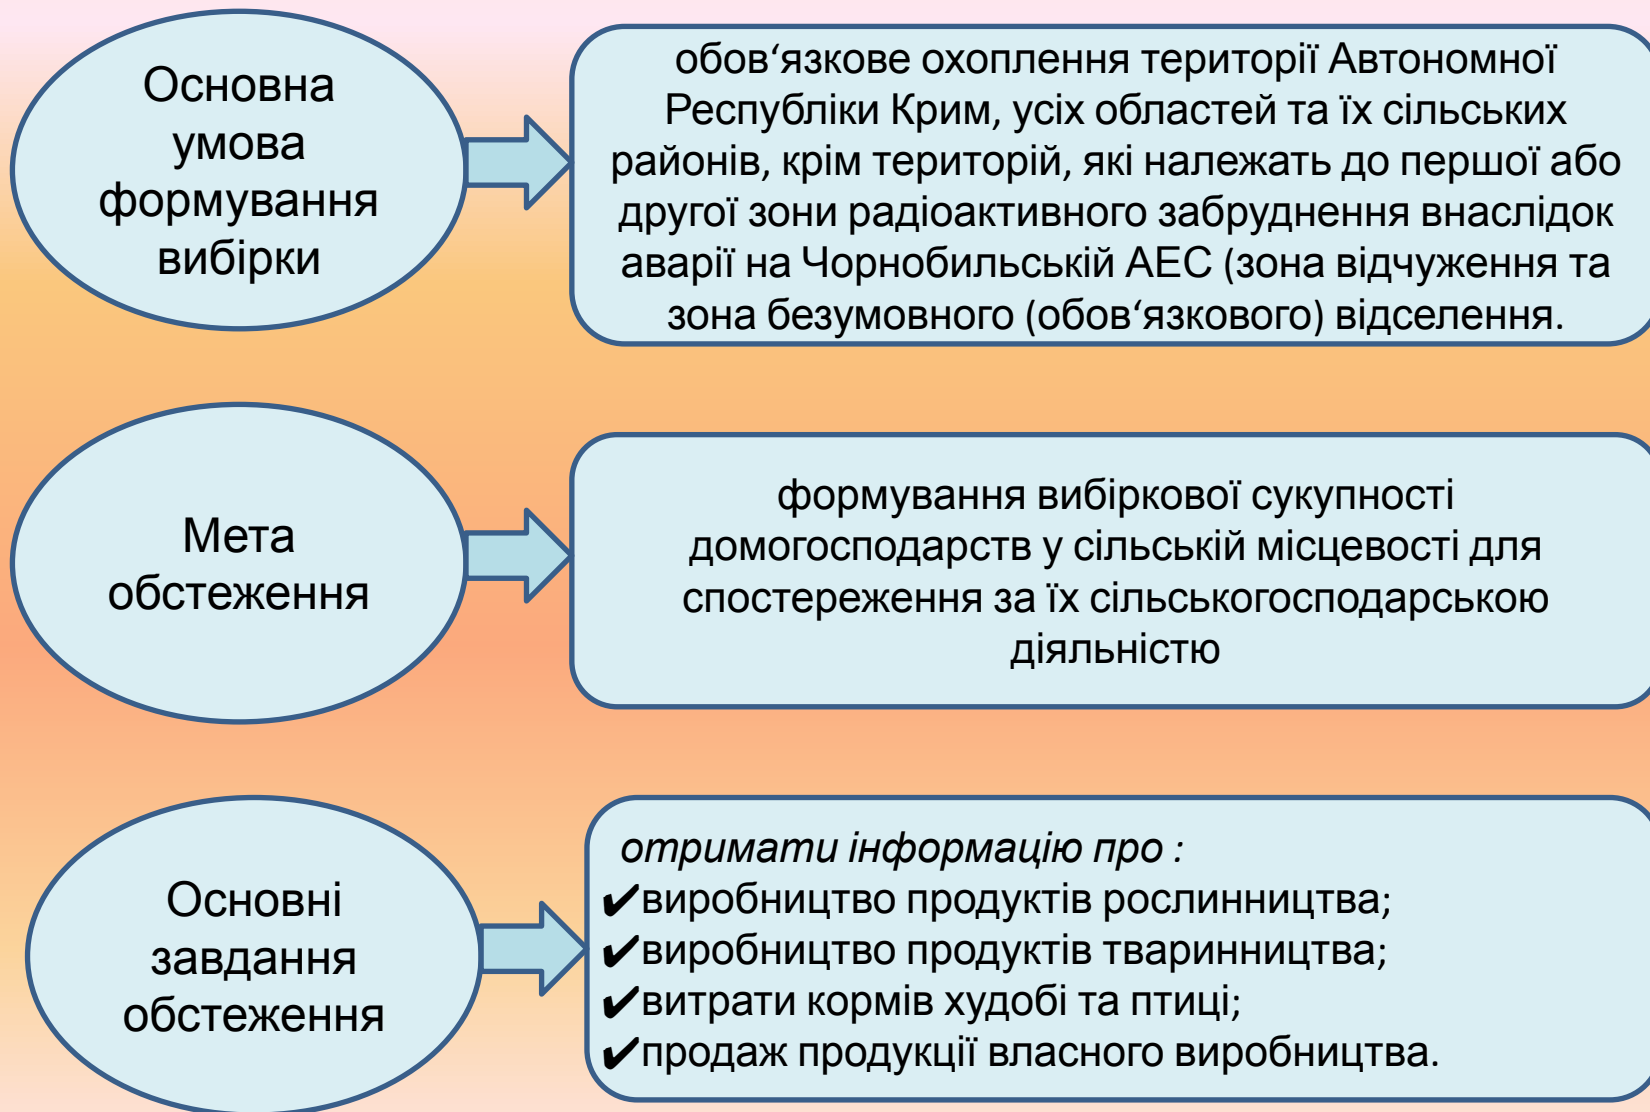 Основна
умова
формування
вибірки
обов‘язкове охоплення території Автономної
Республіки Крим, усіх областей та їх сільських
районів, крім територій, які належать до першої або
другої зони радіоактивного забруднення внаслідок
аварії на Чорнобильській АЕС (зона відчуження та
зона безумовного (обов‘язкового) відселення.
Мета
обстеження
формування вибіркової сукупності
домогосподарств у сільській місцевості для
спостереження за їх сільськогосподарською
діяльністю
Основні
завдання
обстеження
отримати інформацію про :
✔виробництво продуктів рослинництва;
✔виробництво продуктів тваринництва;
✔витрати кормів худобі та птиці;
✔продаж продукції власного виробництва.